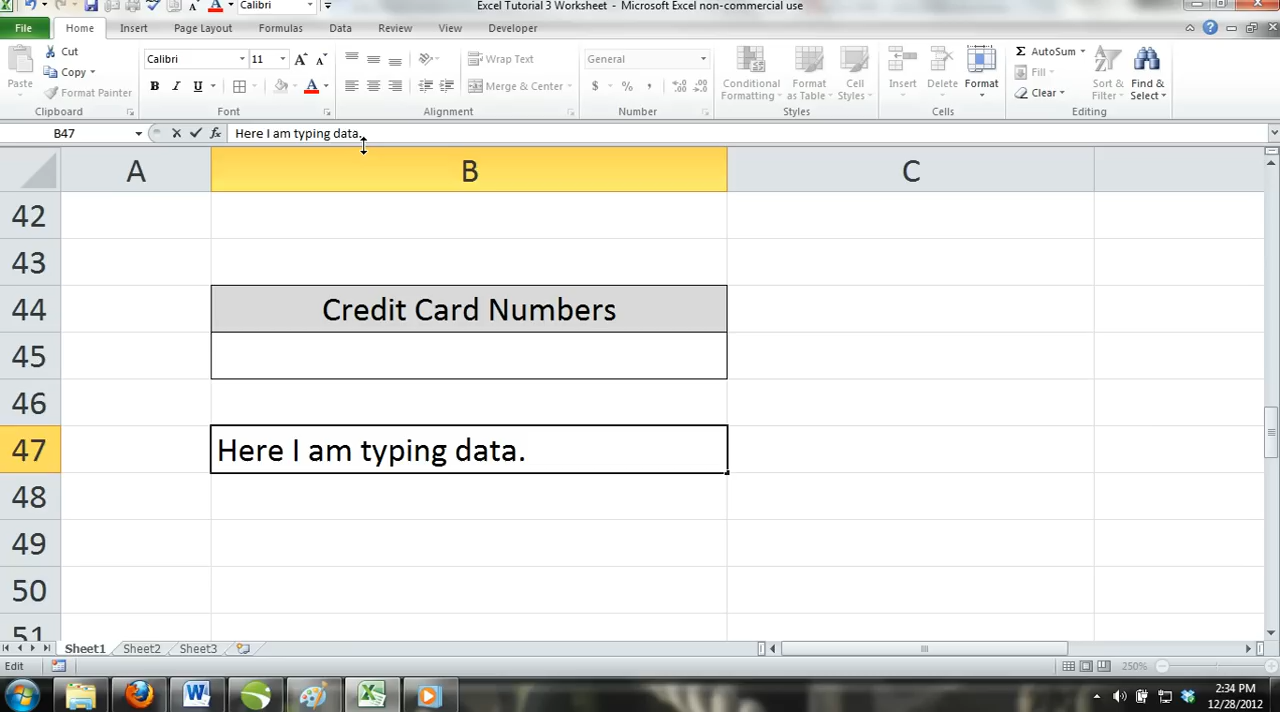 Calibri
Excel Tutorial 3 Worksheet - Microsoft Excel non-commercial use
File Home Insert Page Layout Formulas Data Review View Developer
Paste
Cut
Copy
Format Painter
Clipboard
Calibri 11
B I U
Font
Wrap Text
Merge & Center
Alignment
General
$ % ,
Number
Conditional Formatting
Format as Table
Cell Styles
Styles
Insert Delete Format
Cells
Σ AutoSum
Fill
Clear
Sort & Filter
Find & Select
Editing
B47 fx Here I am typing data.
A B C
42
43
44 Credit Card Numbers
45
46
47 Here I am typing data.
48
49
50
51
Sheet1 Sheet2 Sheet3
Edit 250%
2:34 PM
12/28/2012